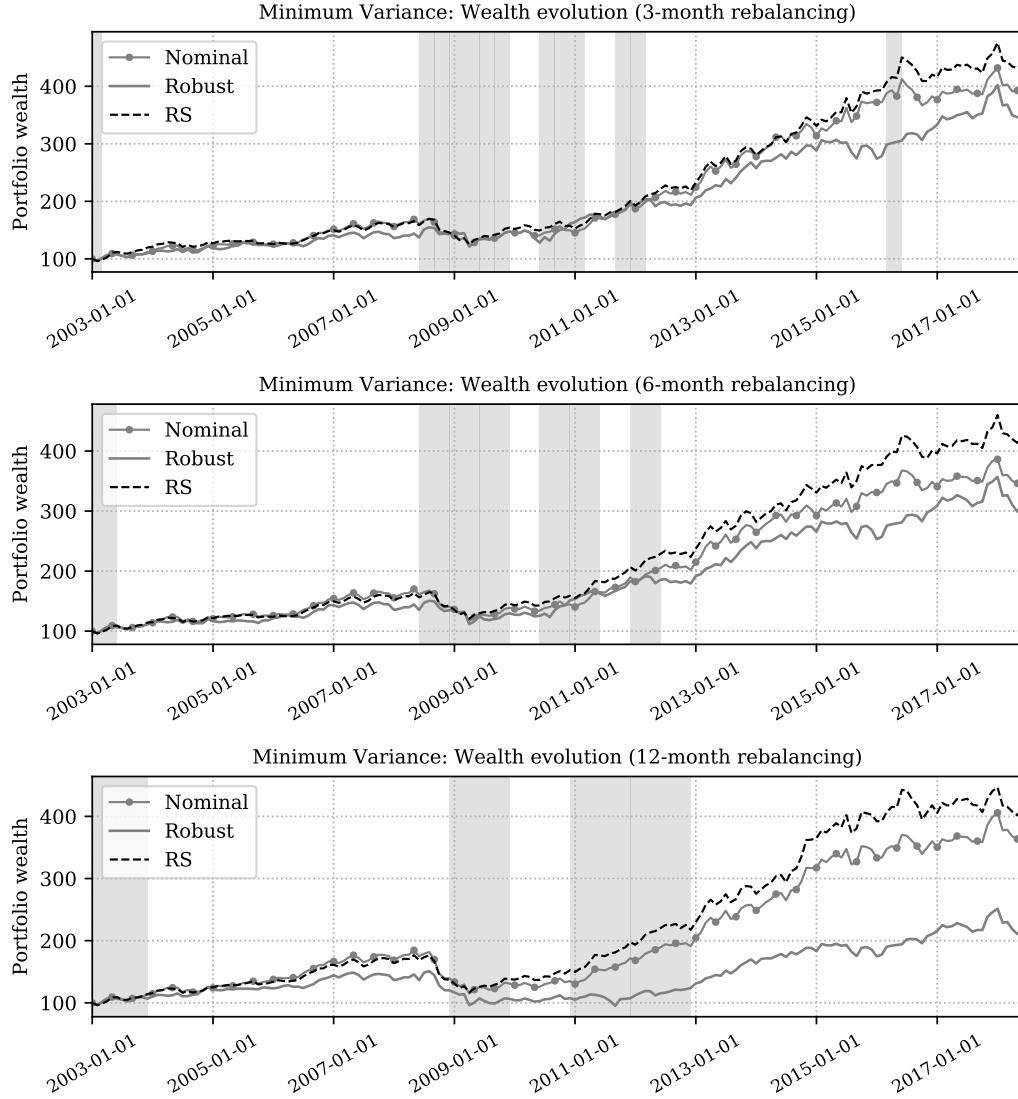 Minimum Variance: Wealth evolution (3-month rebalancing)
Portfolio wealth
400
300
200
100
Nominal
Robust
RS
2003-01-01
2005-01-01
2007-01-01
2009-01-01
2011-01-01
2013-01-01
2015-01-01
2017-01-01
Minimum Variance: Wealth evolution (6-month rebalancing)
Portfolio wealth
400
300
200
100
Nominal
Robust
RS
2003-01-01
2005-01-01
2007-01-01
2009-01-01
2011-01-01
2013-01-01
2015-01-01
2017-01-01
Minimum Variance: Wealth evolution (12-month rebalancing)
Portfolio wealth
400
300
200
100
Nominal
Robust
RS
2003-01-01
2005-01-01
2007-01-01
2009-01-01
2011-01-01
2013-01-01
2015-01-01
2017-01-01